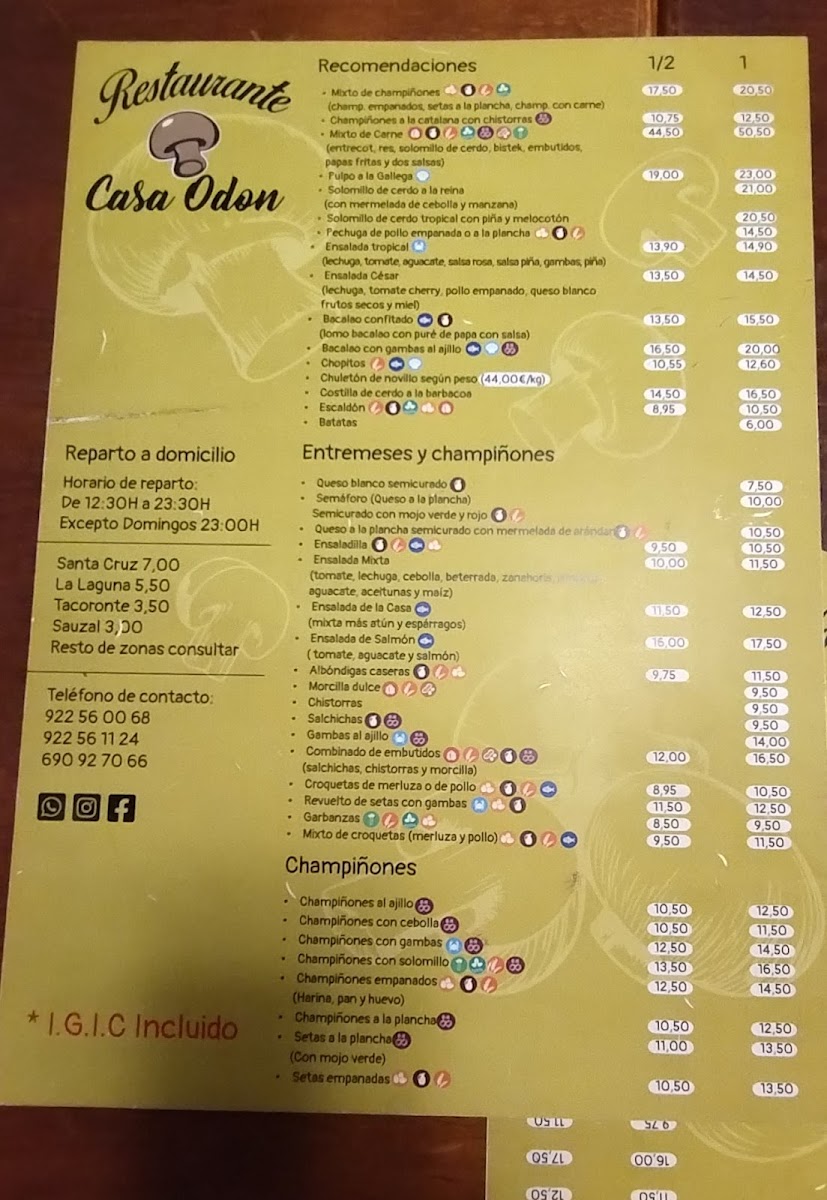 Restaurante
Casa Odon
Reparto a domicilio
Horario de reparto:
De 12:30H a 23:30H
Excepto Domingos 23:00H
Santa Cruz 7,00
La Laguna 5,50
Tacoronte 3,50
Sauzal 3,00
Resto de zonas consultar
Teléfono de contacto:
922 56 00 68
922 56 11 24
690 92 70 66
* I.G.I.C Incluido
Recomendaciones 1/2 1
• Mixto de champiñones 17,50 20,50
(champ. empanados, setas a la plancha, champ. con carne)
• Champiñones a la catalana con chistorras 10,75 12,50
• Mixto de Carne 44,50 50,50
(entrecot, res, solomillo de cerdo, bistek, embutidos,
papas fritas y dos salsas)
• Pulpo a la Gallega 19,00 23,00
• Solomillo de cerdo a la reina 21,00
(con mermelada de cebolla y manzana)
• Solomillo de cerdo tropical con piña y melocotón 20,50
• Pechuga de pollo empanada o a la plancha 14,50
• Ensalada tropical 13,90 14,90
(lechuga, tomate, aguacate, salsa rosa, salsa piña, gambas, piña)
• Ensalada César 13,50 14,50
(lechuga, tomate cherry, pollo empanado, queso blanco
frutos secos y miel)
• Bacalao confitado 13,50 15,50
(lomo bacalao con puré de papa con salsa)
• Bacalao con gambas al ajillo 16,50 20,00
• Chopitos 10,55 12,60
• Chuletón de novillo según peso (44,00€/kg)
• Costilla de cerdo a la barbacoa 14,50 16,50
• Escaldón 8,95 10,50
• Batatas 6,00
Entremeses y champiñones
• Queso blanco semicurado 7,50
• Semáforo (Queso a la plancha) 10,00
Semicurado con mojo verde y rojo
• Queso a la plancha semicurado con mermelada de 10,50
• Ensaladilla 9,50 10,50
• Ensalada Mixta 10,00 11,50
(tomate, lechuga, cebolla, beterrada, zanahoria,
aguacate, aceitunas y maíz)
• Ensalada de la Casa 11,50 12,50
(mixta más atún y espárragos)
• Ensalada de Salmón 16,00 17,50
( tomate, aguacate y salmón)
• Albóndigas caseras 9,75 11,50
• Morcilla dulce 9,50
• Chistorras 9,50
• Salchichas 9,50
• Gambas al ajillo 14,00
• Combinado de embutidos 12,00 16,50
(salchichas, chistorras y morcilla)
• Croquetas de merluza o de pollo 8,95 10,50
• Revuelto de setas con gambas 11,50 12,50
• Garbanzas 8,50 9,50
• Mixto de croquetas (merluza y pollo) 9,50 11,50
Champiñones
• Champiñones al ajillo 10,50 12,50
• Champiñones con cebolla 10,50 11,50
• Champiñones con gambas 12,50 14,50
• Champiñones con solomillo 13,50 16,50
• Champiñones empanados 12,50 14,50
(Harina, pan y huevo)
• Champiñones a la plancha 10,50 12,50
• Setas a la plancha 11,00 13,50
(Con mojo verde)
• Setas empanadas 10,50 13,50
11,50 9,75
17,50 16,00
12,50 11,50